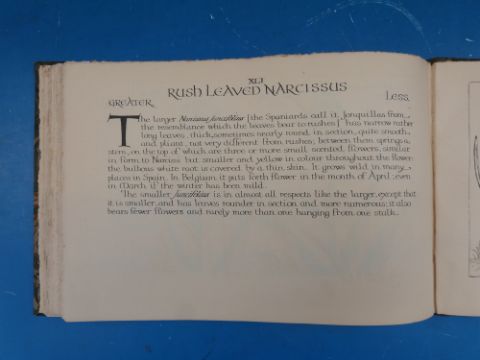 XLI
RUSH LEAVED NARCISSUS
GREATER Less.
The larger Narcissus juncifolius [the Spaniards call it Jonquillas from
the resemblance which the leaves bear to rushes] has narrow rather
long leaves, thick, sometimes nearly round, in section, quite smooth
and pliant, not very different from rushes; between them springs a
stem, on the top of which are three or more small scented flowers, similar
in form to Narciss but smaller and yellow in colour throughout the flower
the bulbous white root is covered by a thin skin. It grows wild in many
places in Spain. In Belgium it puts forth flower in the month of April even
in March if the winter has been mild.
The smaller juncifolius is in almost all respects like the larger, except that
it is smaller, and has leaves rounder in section and more numerous; it also
bears fewer flowers and rarely more than one hanging from one stalk.